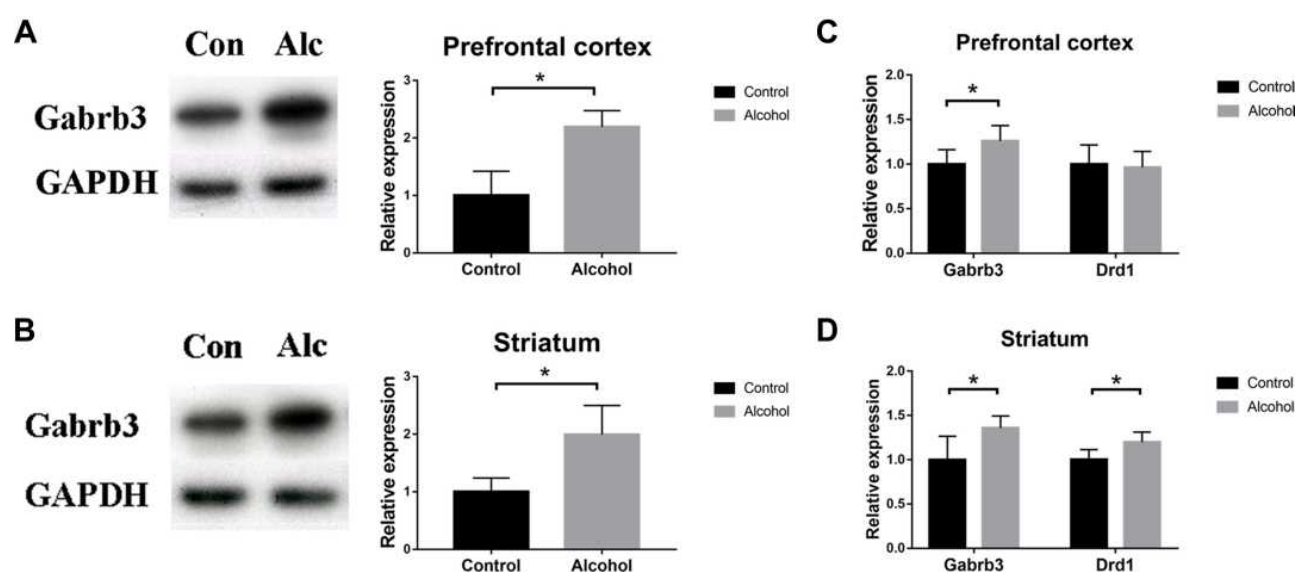 A
Con Alc
Gabrb3
GAPDH
Prefrontal cortex
*
Relative expression
3
2
1
0
Control Alcohol
Control
Alcohol
C
Prefrontal cortex
*
Relative expression
2.0
1.5
1.0
0.5
0.0
Gabrb3 Drd1
Control
Alcohol
B
Con Alc
Gabrb3
GAPDH
Striatum
*
Relative expression
3
2
1
0
Control Alcohol
Control
Alcohol
D
Striatum
* *
Relative expression
2.0
1.5
1.0
0.5
0.0
Gabrb3 Drd1
Control
Alcohol